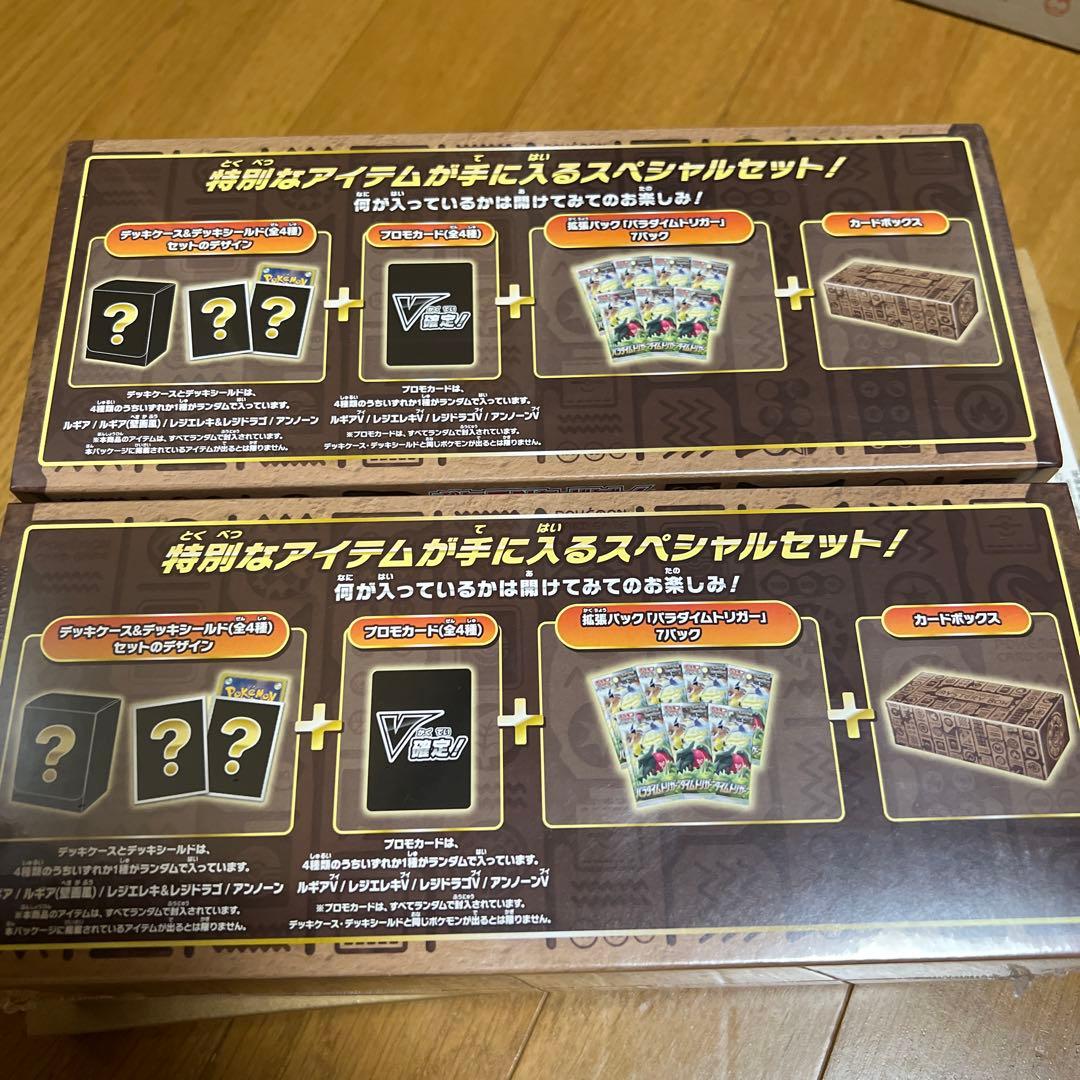 特別なアイテムが手に入るスペシャルセット!
何が入っているかは開けてみてのお楽しみ!
デッキケース&デッキシールド(全4種)
セットのデザイン
プロモカード(全4種)
拡張パック「パラダイムトリガー」
7パック
カードボックス
POKÉMON
V確定!!
パラダイムトリガー
デッキケースとデッキシールドは、
4種類のうちいずれか1種がランダムで入っています。
ルギア/ルギア(壁画風)/レジエレキ&レジドラゴ/アンノーン
※本商品のアイテムは、すべてランダムで封入されています。
本パッケージに掲載されているアイテムが出るとは限りません。
プロモカードは、
4種類のうちいずれか1種がランダムで入っています。
ルギアV/レジエレキV/レジドラゴV/アンノーンV
※プロモカードは、すべてランダムで封入されています。
デッキケース・デッキシールドと同じポケモンが出るとは限りません。
特別なアイテムが手に入るスペシャルセット!
何が入っているかは開けてみてのお楽しみ!
デッキケース&デッキシールド(全4種)
セットのデザイン
プロモカード(全4種)
拡張パック「パラダイムトリガー」
7パック
カードボックス
POKÉMON
V確定!!
パラダイムトリガー
デッキケースとデッキシールドは、
4種類のうちいずれか1種がランダムで入っています。
ギア/ルギア(壁画風)/レジエレキ&レジドラゴ/アンノーン
※本商品のアイテムは、すべてランダムで封入されています。
本パッケージに掲載されているアイテムが出るとは限りません。
プロモカードは、
4種類のうちいずれか1種がランダムで入っています。
ルギアV/レジエレキV/レジドラゴV/アンノーンV
※プロモカードは、すべてランダムで封入されています。
デッキケース・デッキシールドと同じポケモンが出るとは限りません。